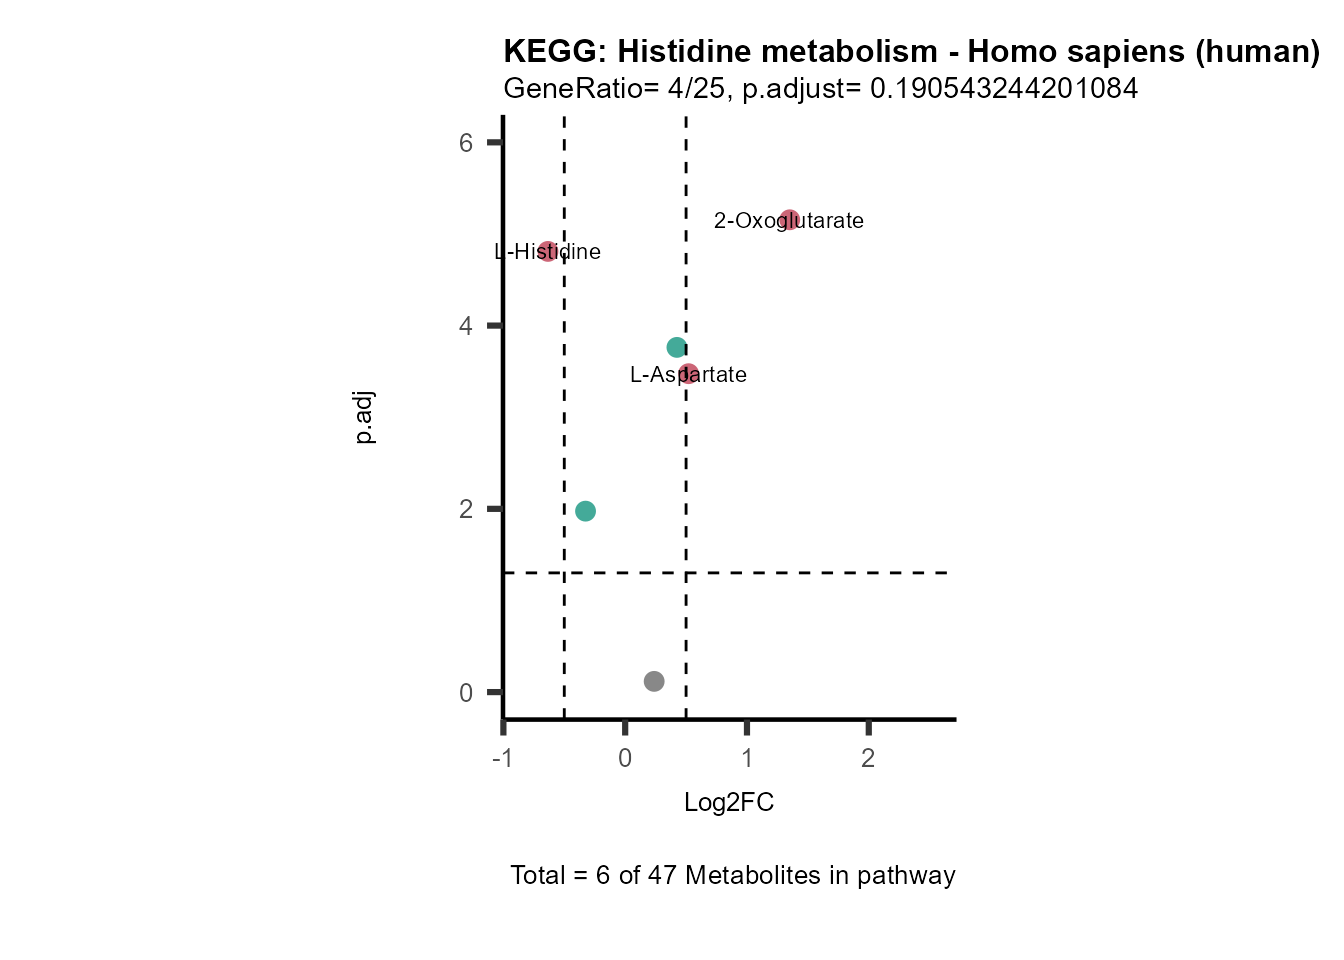 KEGG: Histidine metabolism - Homo sapiens (human)
GeneRatio= 4/25, p.adjust= 0.190543244201084
6
2-Oxoglutarate
L-Histidine
4
L-Aspartate
p.adj
2
0
-1 0 1 2
Log2FC
Total = 6 of 47 Metabolites in pathway